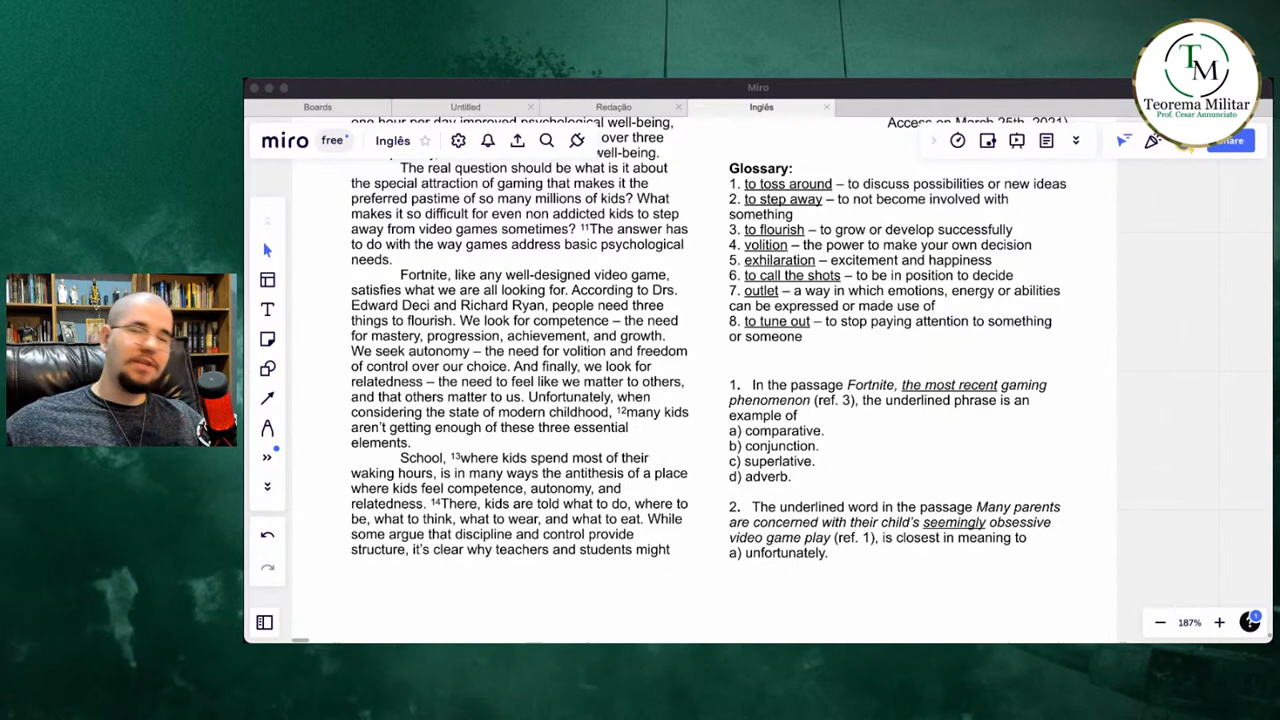 TM
Teorema Militar
Prof. Cesar Annunciato
Miro
Boards
Untitled
Redação
Inglês
miro free
Inglês
Share
one hour per day improved psychological well-being,
over three
well-being.
The real question should be what is it about
the special attraction of gaming that makes it the
preferred pastime of so many millions of kids? What
makes it so difficult for even non addicted kids to step
away from video games sometimes? ¹¹The answer has
to do with the way games address basic psychological
needs.
Fortnite, like any well-designed video game,
satisfies what we are all looking for. According to Drs.
Edward Deci and Richard Ryan, people need three
things to flourish. We look for competence – the need
for mastery, progression, achievement, and growth.
We seek autonomy – the need for volition and freedom
of control over our choice. And finally, we look for
relatedness – the need to feel like we matter to others,
and that others matter to us. Unfortunately, when
considering the state of modern childhood, ¹²many kids
aren’t getting enough of these three essential
elements.
School, ¹³where kids spend most of their
waking hours, is in many ways the antithesis of a place
where kids feel competence, autonomy, and
relatedness. ¹⁴There, kids are told what to do, where to
be, what to think, what to wear, and what to eat. While
some argue that discipline and control provide
structure, it’s clear why teachers and students might
Access on March 25th, 2021)
Glossary:
1. to toss around – to discuss possibilities or new ideas
2. to step away – to not become involved with
something
3. to flourish – to grow or develop successfully
4. volition – the power to make your own decision
5. exhilaration – excitement and happiness
6. to call the shots – to be in position to decide
7. outlet – a way in which emotions, energy or abilities
can be expressed or made use of
8. to tune out – to stop paying attention to something
or someone
1. In the passage Fortnite, the most recent gaming
phenomenon (ref. 3), the underlined phrase is an
example of
a) comparative.
b) conjunction.
c) superlative.
d) adverb.
2. The underlined word in the passage Many parents
are concerned with their child’s seemingly obsessive
video game play (ref. 1), is closest in meaning to
a) unfortunately.
187%
1